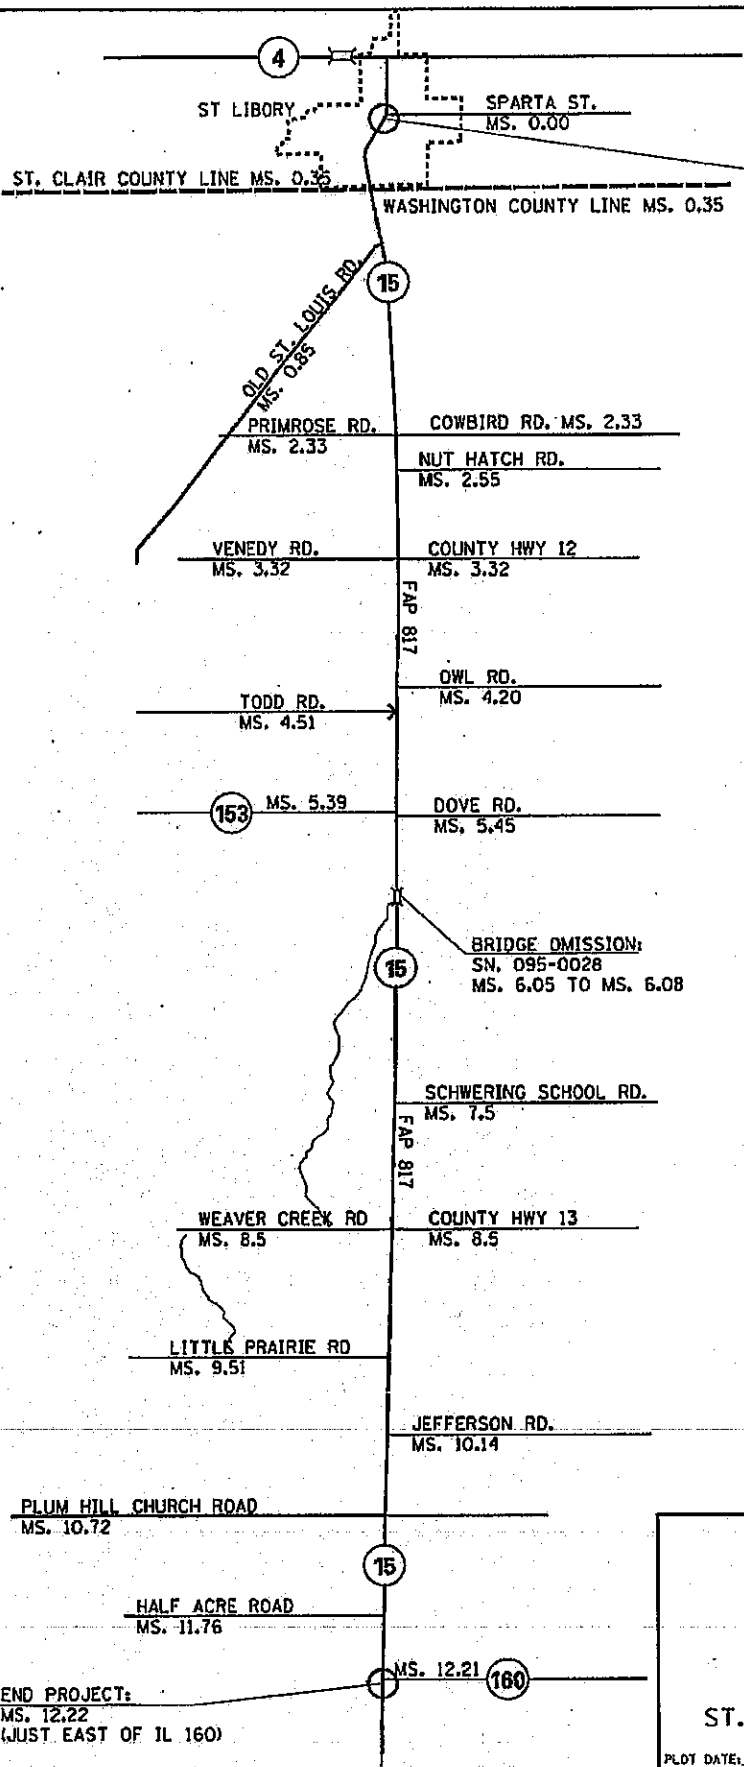 4
ST LIBORY
SPARTA ST.
MS. 0.00
ST. CLAIR COUNTY LINE MS. 0.35
WASHINGTON COUNTY LINE MS. 0.35
15
OLD ST. LOUIS RD.
MS. 0.85
PRIMROSE RD.
MS. 2.33
COWBIRD RD. MS. 2.33
NUT HATCH RD.
MS. 2.55
VENEDY RD.
MS. 3.32
COUNTY HWY 12
MS. 3.32
FAP 817
OWL RD.
MS. 4.20
TODD RD.
MS. 4.51
153
MS. 5.39
DOVE RD.
MS. 5.45
BRIDGE OMISSION:
SN. 095-0028
MS. 6.05 TO MS. 6.08
15
SCHWERING SCHOOL RD.
MS. 7.5
FAP 817
WEAVER CREEK RD
MS. 8.5
COUNTY HWY 13
MS. 8.5
LITTLE PRAIRIE RD
MS. 9.51
JEFFERSON RD.
MS. 10.14
PLUM HILL CHURCH ROAD
MS. 10.72
15
HALF ACRE ROAD
MS. 11.76
MS. 12.21
160
END PROJECT:
MS. 12.22
(JUST EAST OF IL 160)
ST.
PLOT DATE: